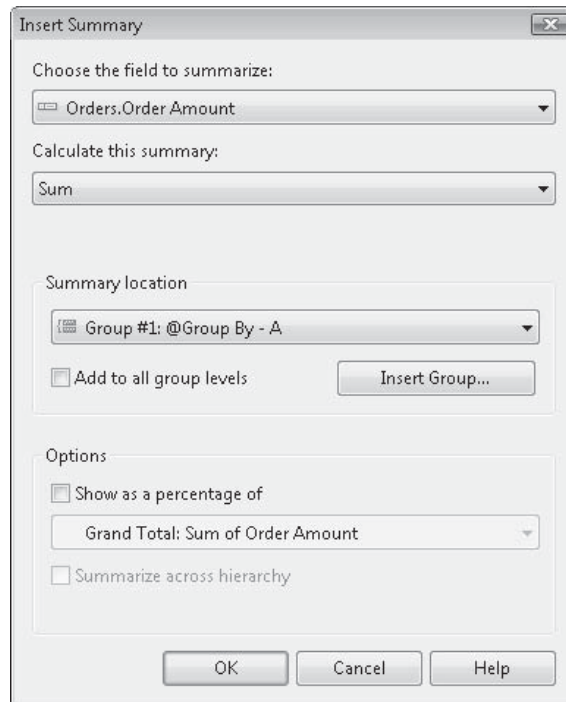 Insert Summary
Choose the field to summarize:
Orders.Order Amount
Calculate this summary:
Sum
Summary location
Group #1: @Group By - A
Add to all group levels
Insert Group...
Options
Show as a percentage of
Grand Total: Sum of Order Amount
Summarize across hierarchy
OK
Cancel
Help